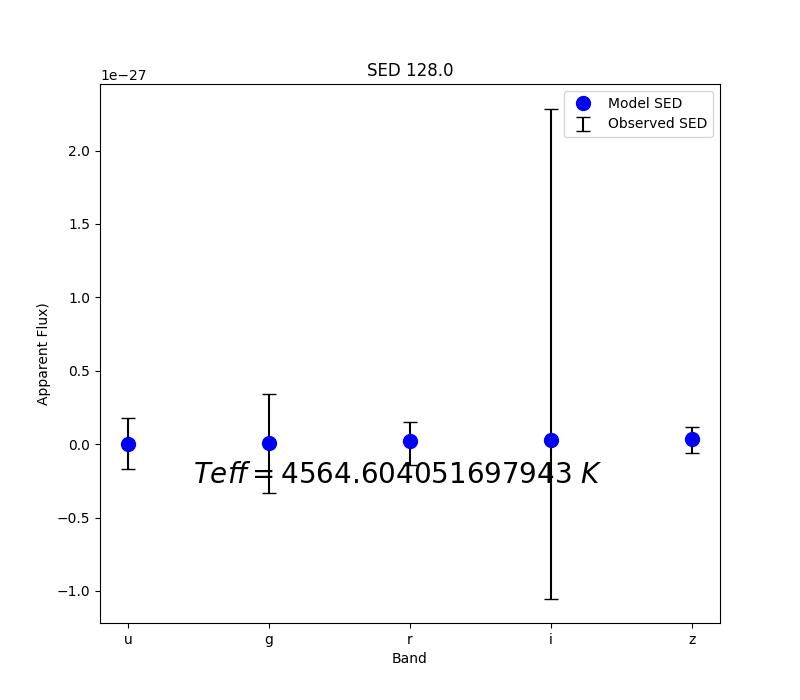 SED 128.0
1e−27
Model SED
Observed SED
2.0
1.5
1.0
0.5
0.0
−0.5
−1.0
Apparent Flux)
Teff = 4564.604051697943 K
u g r i z
Band